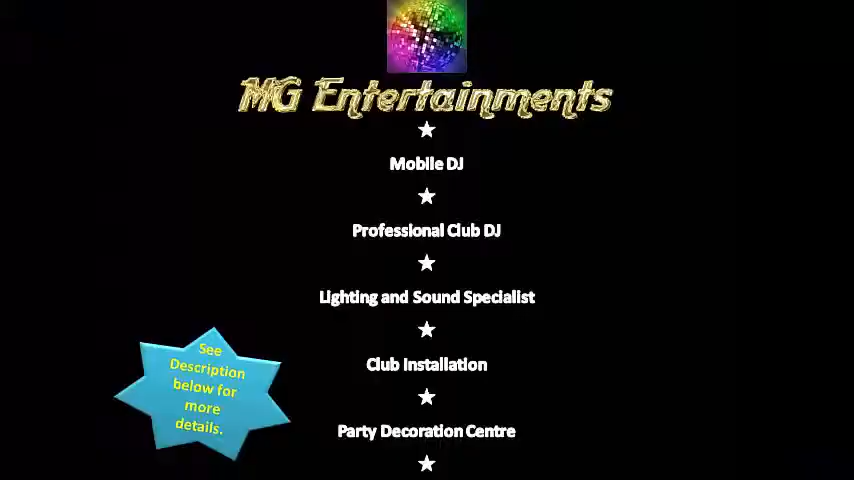 MG Entertainments
Mobile DJ
Professional Club DJ
Lighting and Sound Specialist
Club Installation
Party Decoration Centre
See
Description
below for
more
details.